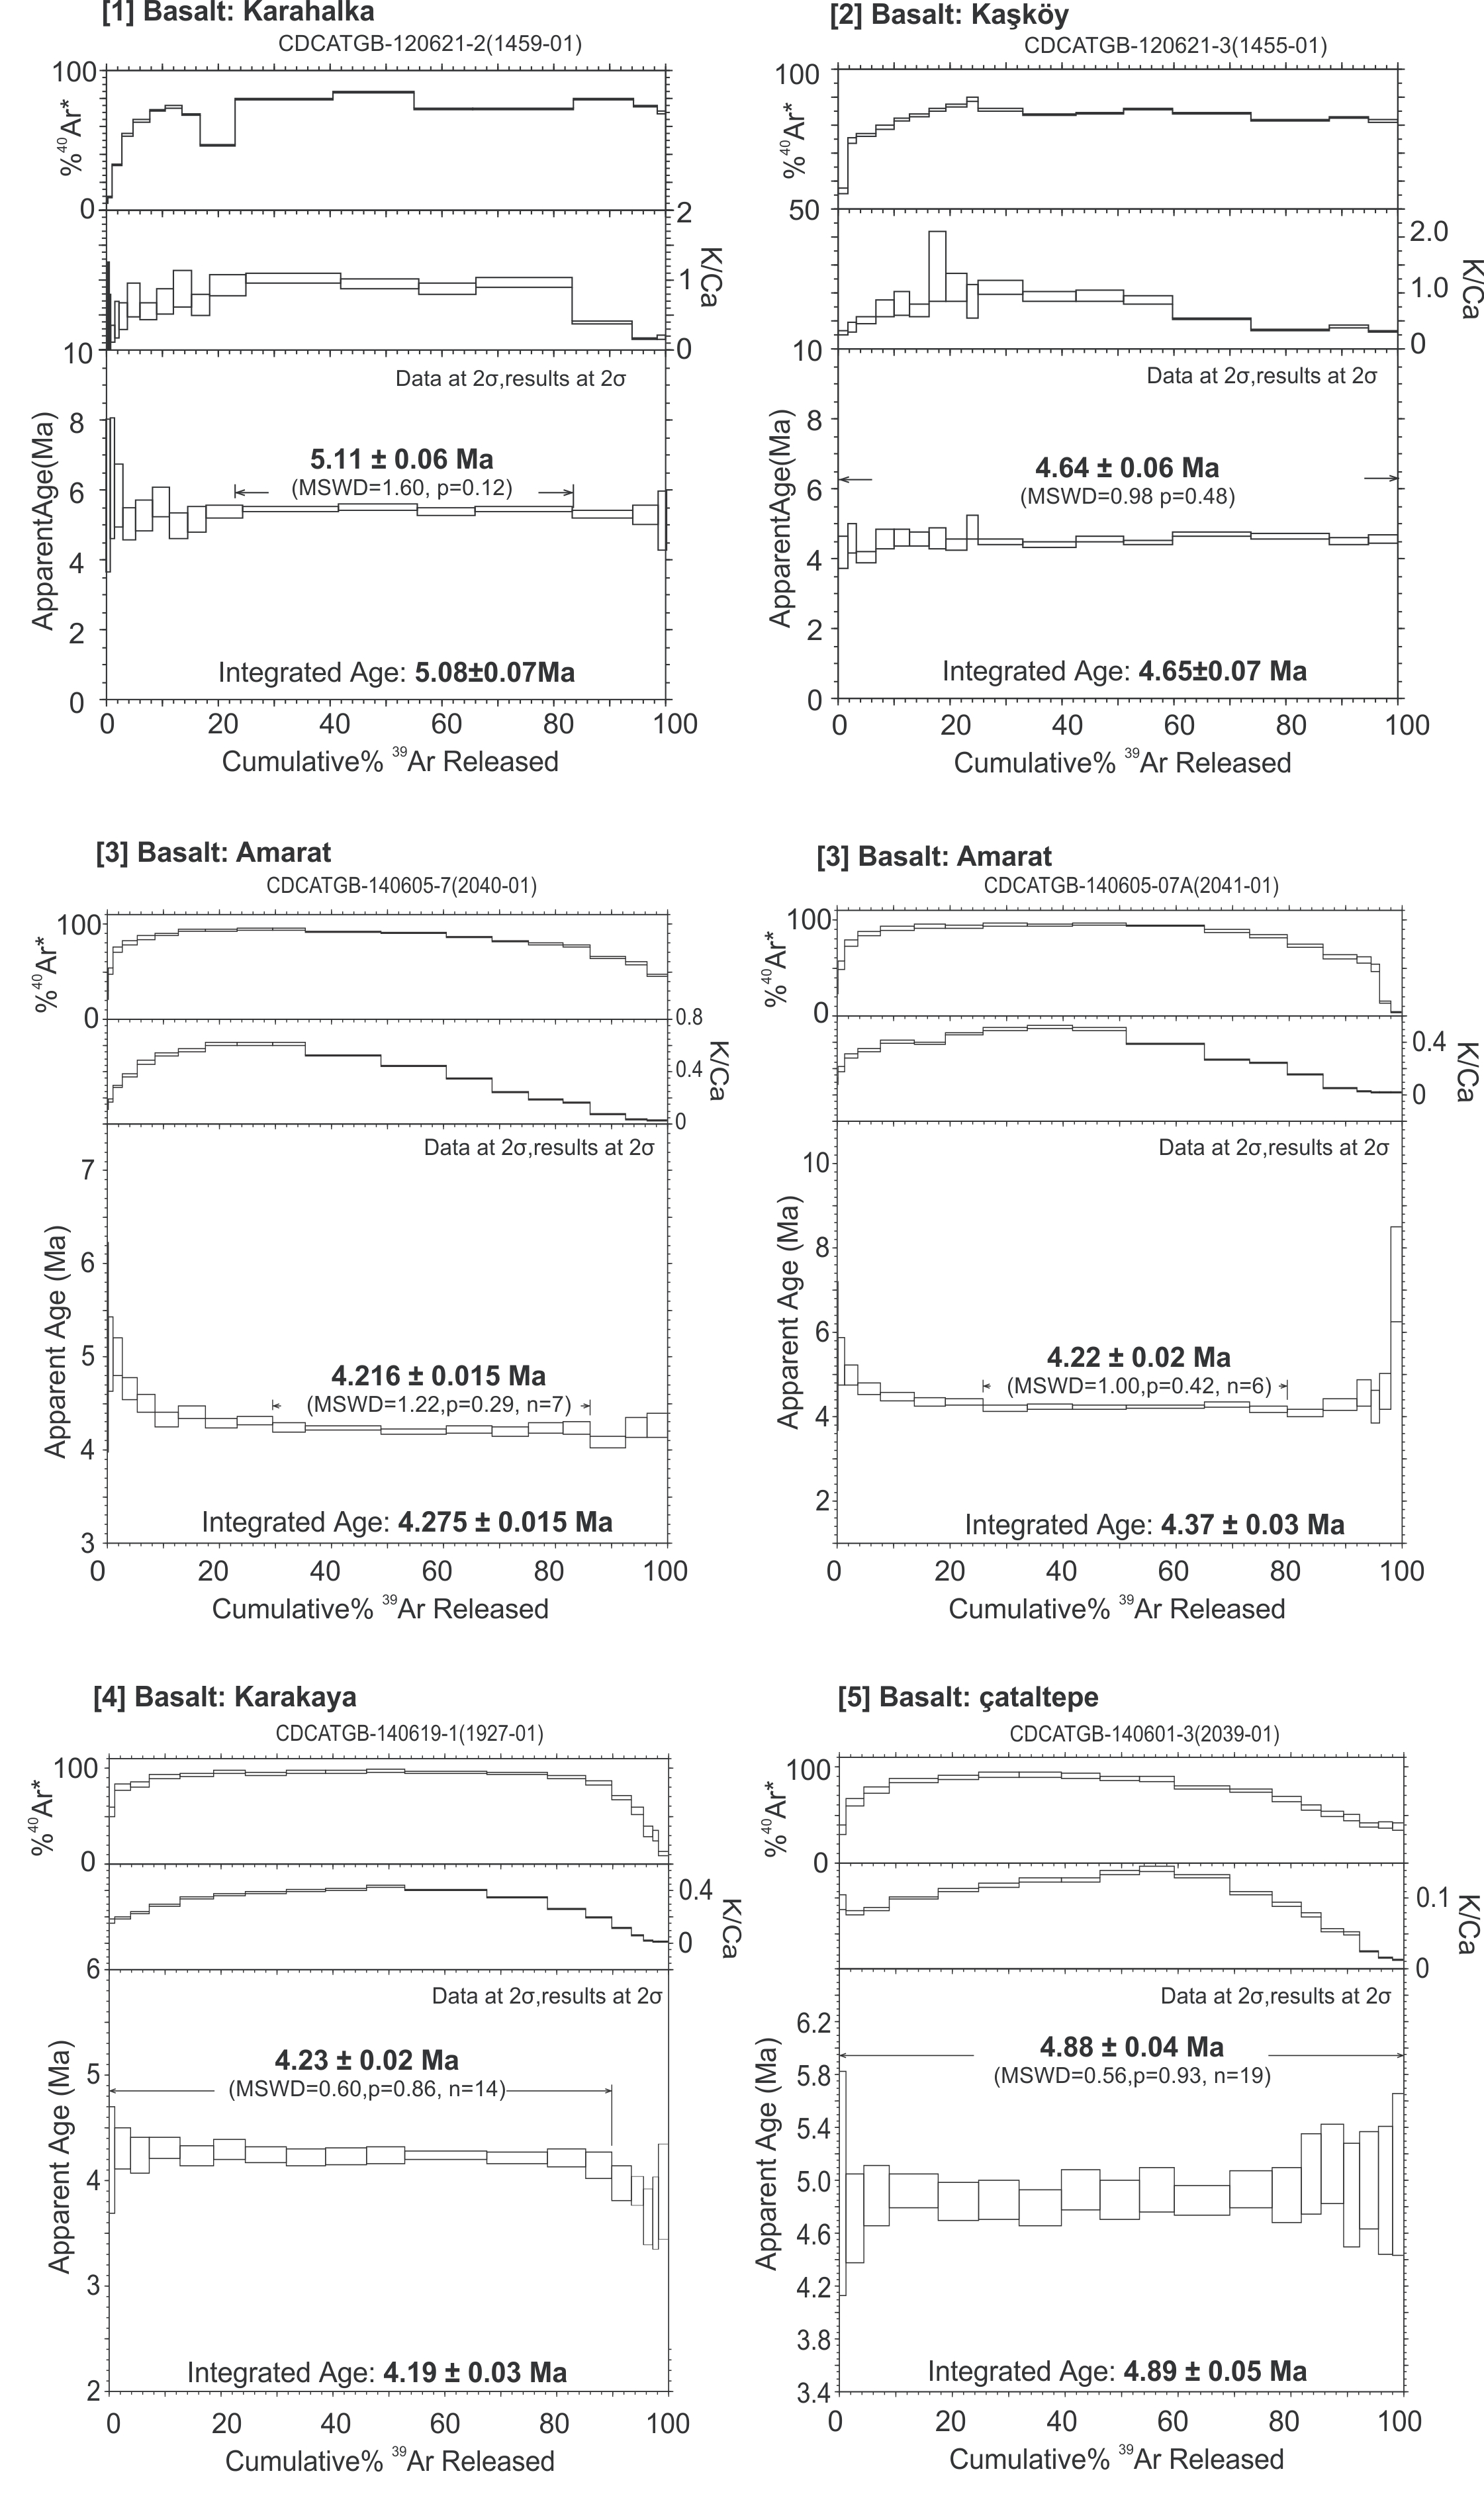 [1] Basalt: Karahalka
CDCATGB-120621-2(1459-01)
100
%40Ar*
0
2
1
K/Ca
0
10
Data at 2σ,results at 2σ
8
5.11 ± 0.06 Ma
(MSWD=1.60, p=0.12)
6
ApparentAge(Ma)
4
2
Integrated Age: 5.08±0.07Ma
0
0 20 40 60 80 100
Cumulative% 39Ar Released
[2] Basalt: Kaşköy
CDCATGB-120621-3(1455-01)
100
%40Ar*
50
2.0
1.0
K/Ca
0
10
Data at 2σ,results at 2σ
8
4.64 ± 0.06 Ma
(MSWD=0.98 p=0.48)
6
ApparentAge(Ma)
4
2
Integrated Age: 4.65±0.07 Ma
0
0 20 40 60 80 100
Cumulative% 39Ar Released
[3] Basalt: Amarat
CDCATGB-140605-7(2040-01)
100
%40Ar*
0
0.8
K/Ca
0.4
0
Data at 2σ,results at 2σ
7
6
Apparent Age (Ma)
5
4.216 ± 0.015 Ma
(MSWD=1.22,p=0.29, n=7)
4
Integrated Age: 4.275 ± 0.015 Ma
3
0 20 40 60 80 100
Cumulative% 39Ar Released
[3] Basalt: Amarat
CDCATGB-140605-07A(2041-01)
100
%40Ar*
0
0.4
K/Ca
0
Data at 2σ,results at 2σ
10
8
Apparent Age (Ma)
6
4.22 ± 0.02 Ma
(MSWD=1.00,p=0.42, n=6)
4
2
Integrated Age: 4.37 ± 0.03 Ma
0 20 40 60 80 100
Cumulative% 39Ar Released
[4] Basalt: Karakaya
CDCATGB-140619-1(1927-01)
100
%40Ar*
0
0.4
K/Ca
0
6
Data at 2σ,results at 2σ
4.23 ± 0.02 Ma
5
(MSWD=0.60,p=0.86, n=14)
Apparent Age (Ma)
4
3
Integrated Age: 4.19 ± 0.03 Ma
2
0 20 40 60 80 100
Cumulative% 39Ar Released
[5] Basalt: çataltepe
CDCATGB-140601-3(2039-01)
100
%40Ar*
0
0.1
K/Ca
0
Data at 2σ,results at 2σ
6.2
4.88 ± 0.04 Ma
5.8
(MSWD=0.56,p=0.93, n=19)
5.4
Apparent Age (Ma)
5.0
4.6
4.2
3.8
Integrated Age: 4.89 ± 0.05 Ma
3.4
0 20 40 60 80 100
Cumulative% 39Ar Released